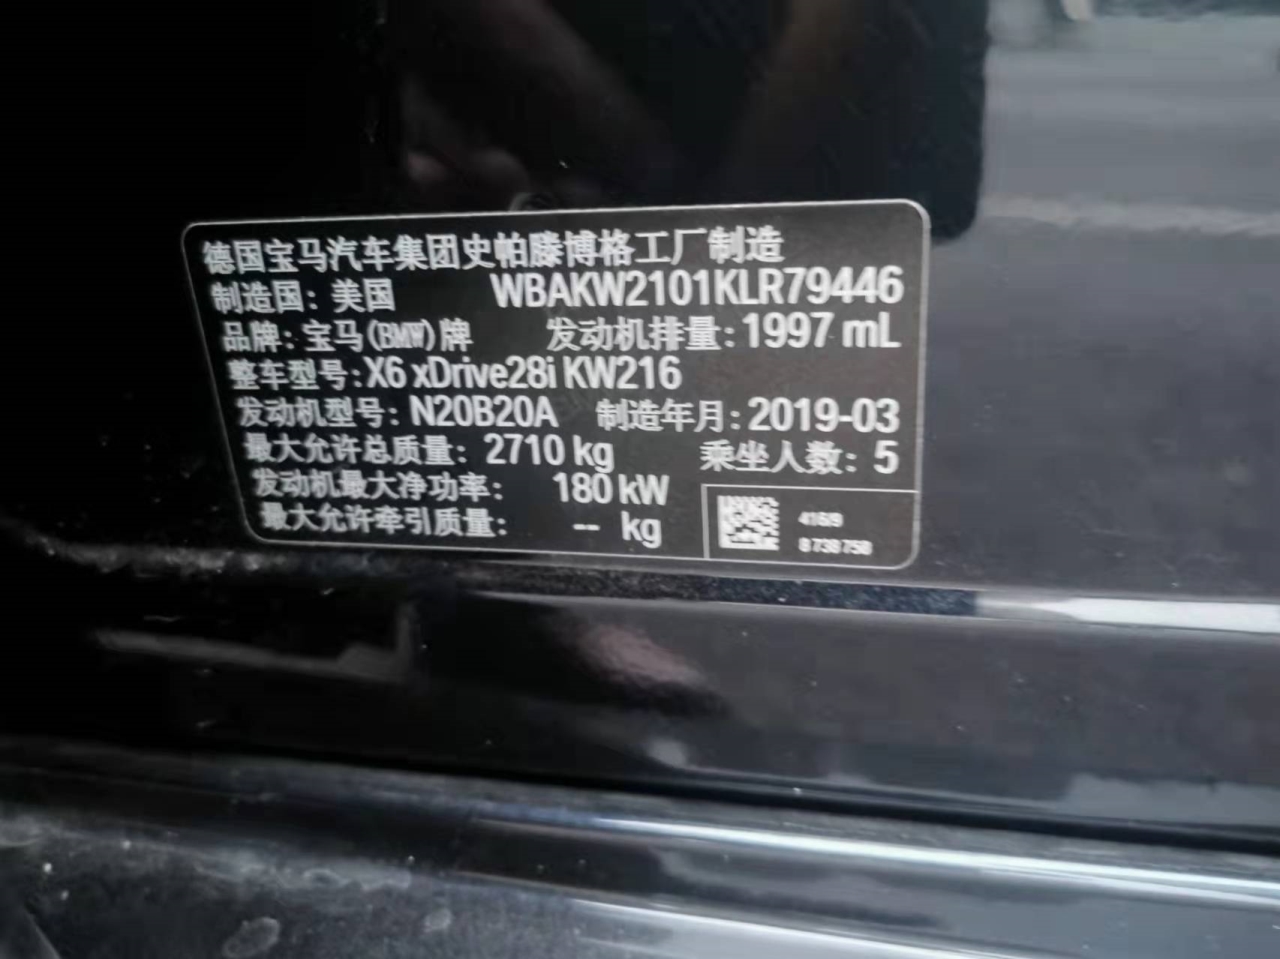 德国宝马汽车集团史帕滕博格工厂制造
制造国：美国 WBAKW2101KLR79446
品牌：宝马(BMW)牌 发动机排量：1997 mL
整车型号：X6 xDrive28i KW216
发动机型号：N20B20A 制造年月：2019-03
最大允许总质量：2710 kg 乘坐人数：5
发动机最大净功率：180 kW
最大允许牵引质量：-- kg
416/9
8738750